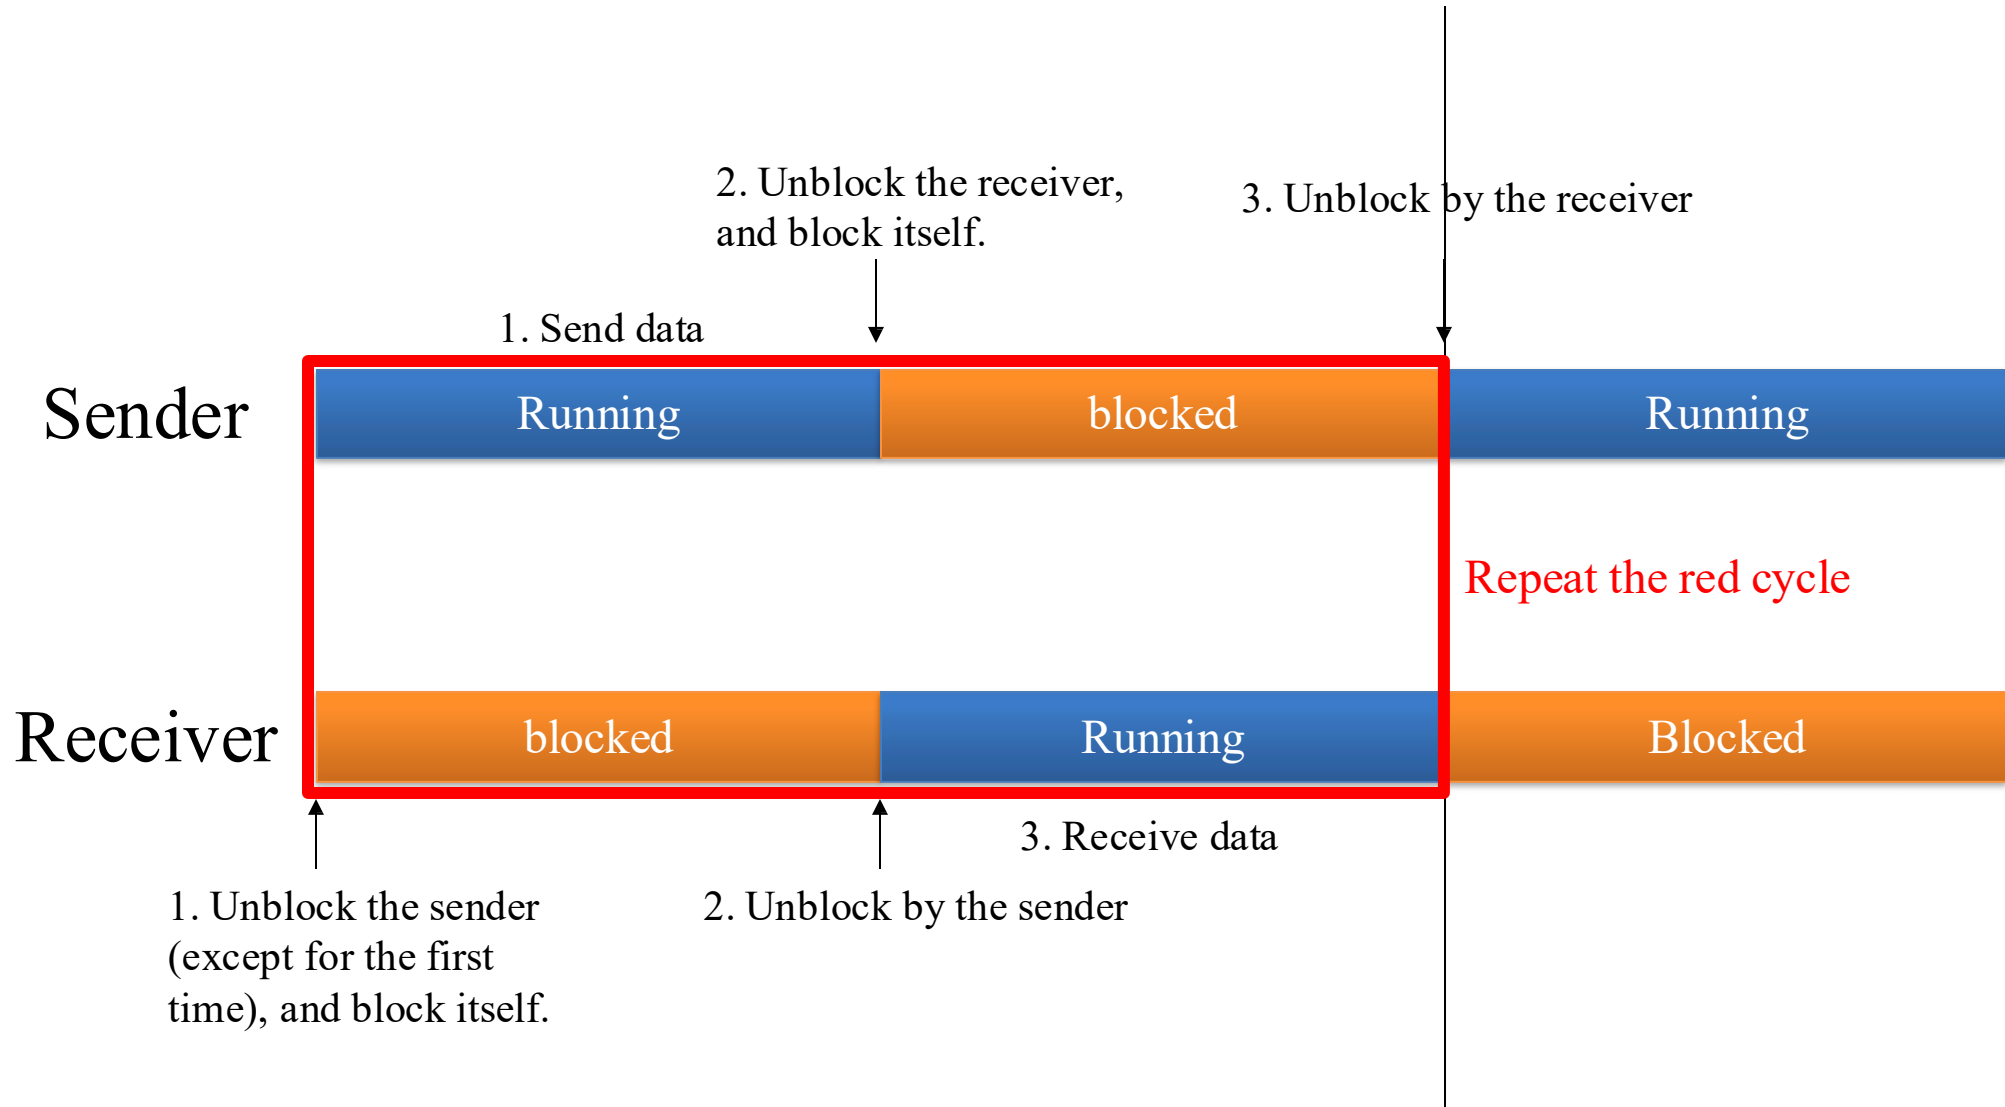 2. Unblock the receiver,
and block itself.
3. Unblock by the receiver
1. Send data
Sender
Running
blocked
Running
Repeat the red cycle
Receiver
blocked
Running
Blocked
3. Receive data
1. Unblock the sender
(except for the first
time), and block itself.
2. Unblock by the sender